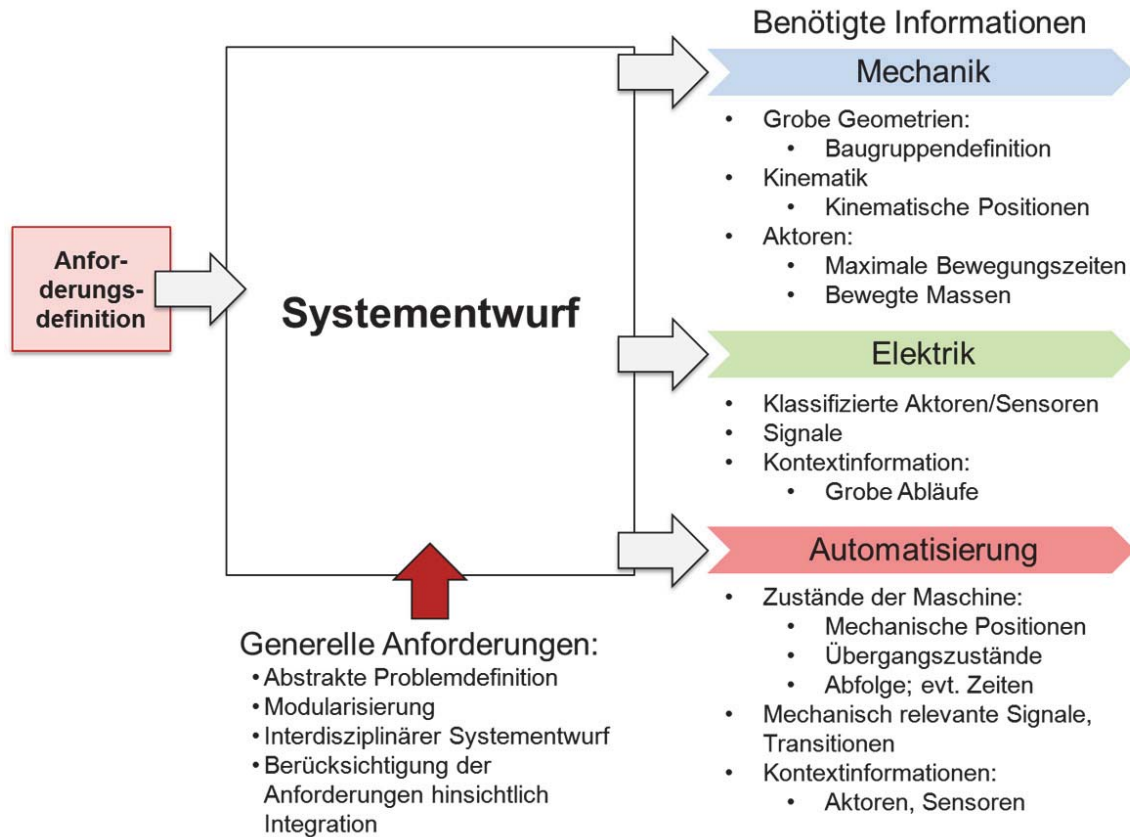 Benötigte Informationen
Mechanik
• Grobe Geometrien:
• Baugruppendefinition
• Kinematik
• Kinematische Positionen
• Aktoren:
• Maximale Bewegungszeiten
• Bewegte Massen
Anfor-
derungs-
definition
Systementwurf
Elektrik
• Klassifizierte Aktoren/Sensoren
• Signale
• Kontextinformation:
• Grobe Abläufe
Automatisierung
• Zustände der Maschine:
• Mechanische Positionen
• Übergangszustände
• Abfolge; evt. Zeiten
• Mechanisch relevante Signale,
Transitionen
• Kontextinformationen:
• Aktoren, Sensoren
Generelle Anforderungen:
• Abstrakte Problemdefinition
• Modularisierung
• Interdisziplinärer Systementwurf
• Berücksichtigung der
Anforderungen hinsichtlich
Integration